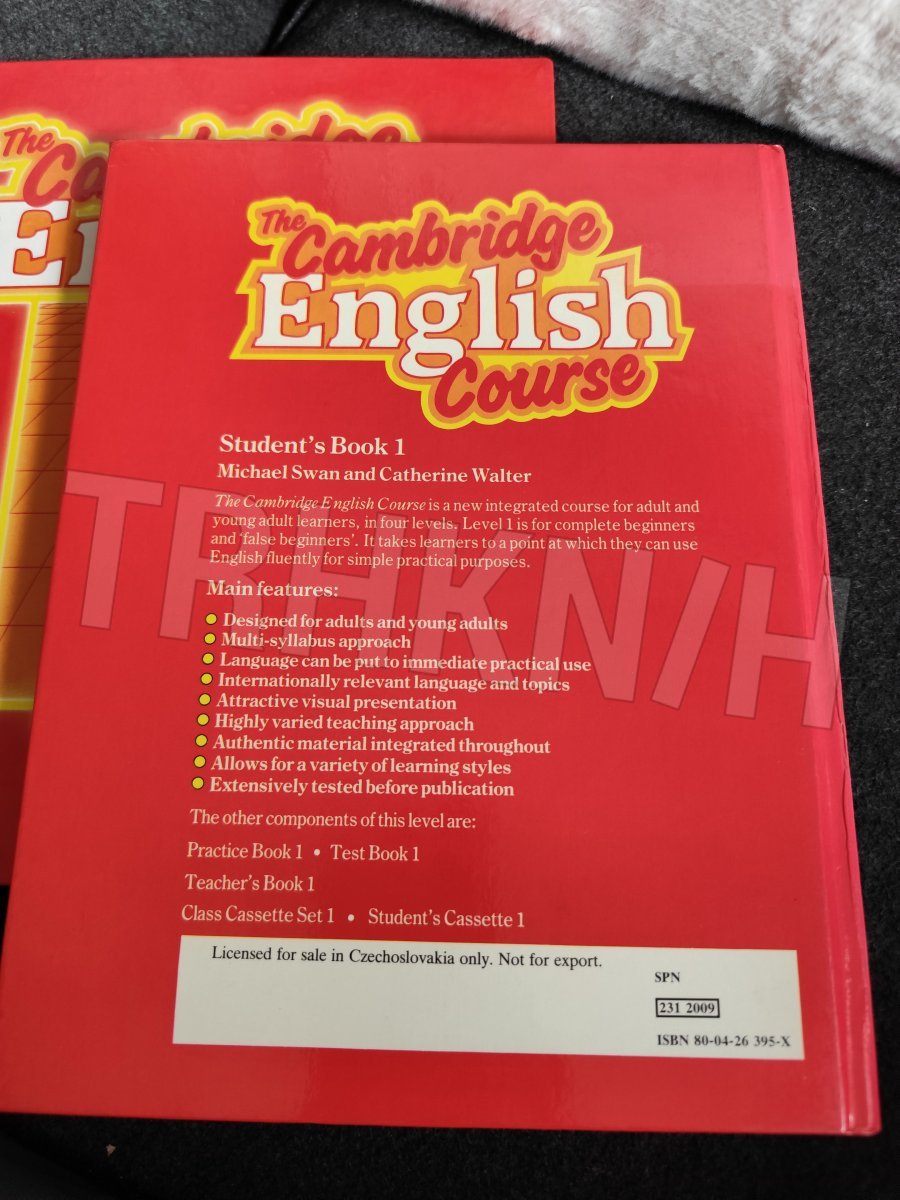 The
Ca
En
The
Cambridge
English
Course
Student's Book 1
Michael Swan and Catherine Walter
The Cambridge English Course is a new integrated course for adult and
young adult learners, in four levels. Level 1 is for complete beginners
and 'false beginners'. It takes learners to a point at which they can use
English fluently for simple practical purposes.
Main features:
Designed for adults and young adults
Multi-syllabus approach
Language can be put to immediate practical use
Internationally relevant language and topics
Attractive visual presentation
Highly varied teaching approach
Authentic material integrated throughout
Allows for a variety of learning styles
Extensively tested before publication
The other components of this level are:
Practice Book 1 • Test Book 1
Teacher's Book 1
Class Cassette Set 1 • Student's Cassette 1
Licensed for sale in Czechoslovakia only. Not for export.
SPN
231 2009
ISBN 80-04-26 395-X
TRHKN/H